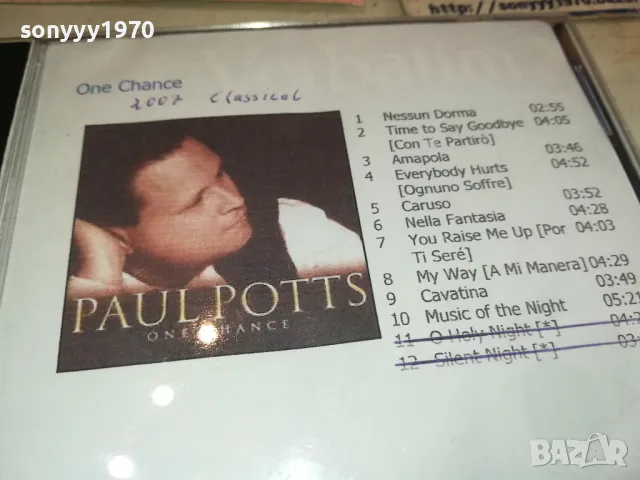 sonyyy1970
http://sonyyy1970.
One Chance
2007 Classical
PAUL POTTS
ONE CHANCE
1 Nessun Dorma 02:55
2 Time to Say Goodbye 04:05
[Con Te Partirò]
3 Amapola 03:46
4 Everybody Hurts 04:52
[Ognuno Soffre]
5 Caruso 03:52
6 Nella Fantasia 04:28
7 You Raise Me Up [Por 04:03
Ti Seré]
8 My Way [A Mi Manera] 04:29
9 Cavatina 03:49
10 Music of the Night 05:21
11 O Holy Night [*] 04:2
12 Silent Night [*] 03:
BAZAR